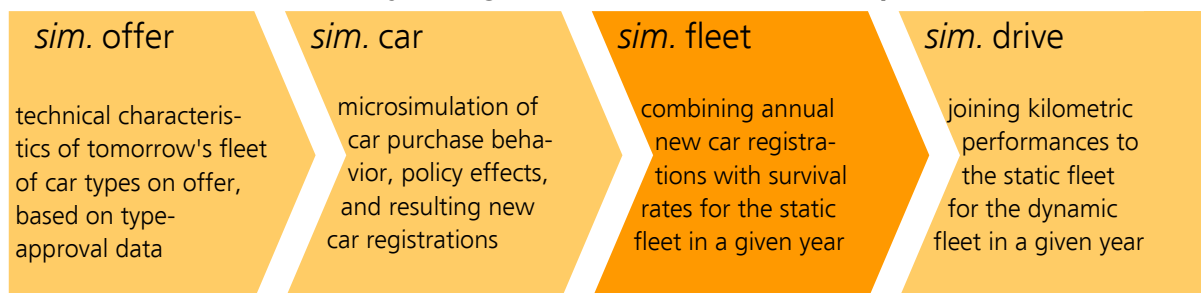 sim. offer
technical characteris-
tics of tomorrow's fleet
of car types on offer,
based on type-
approval data
sim. car
microsimulation of
car purchase beha-
vior, policy effects,
and resulting new
car registrations
sim. fleet
combining annual
new car registra-
tions with survival
rates for the static
fleet in a given year
sim. drive
joining kilometric
performances to
the static fleet
for the dynamic
fleet in a given year